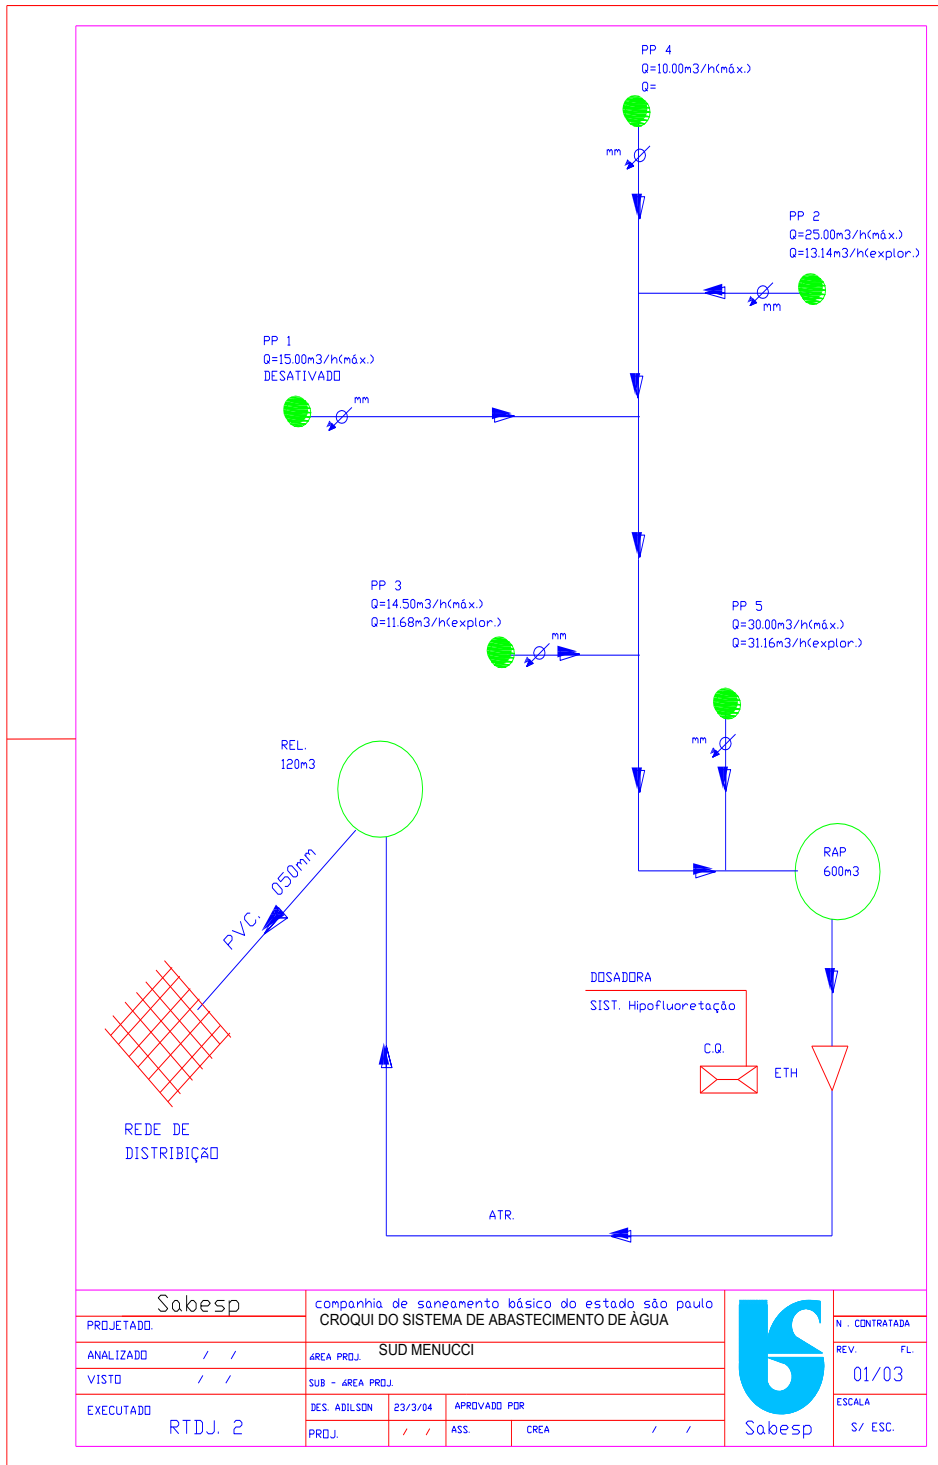 PP 4
Q=10.00m3/h(máx.)
Q=
mm
PP 2
Q=25.00m3/h(máx.)
Q=13.14m3/h(explor.)
mm
PP 1
Q=15.00m3/h(máx.)
DESATIVADO
mm
PP 3
Q=14.50m3/h(máx.)
Q=11.68m3/h(explor.)
mm
PP 5
Q=30.00m3/h(máx.)
Q=31.16m3/h(explor.)
mm
REL.
120m3
RAP
600m3
PVC. 050mm
DOSADORA
SIST. Hipofluoretação
C.Q.
ETH
REDE DE
DISTRIBIÇÃO
ATR.
Sabesp
companhia de saneamento básico do estado são paulo
CROQUI DO SISTEMA DE ABASTECIMENTO DE ÀGUA
PROJETADO.
N . CONTRATADA
ANALIZADO / /
ÁREA PROJ. SUD MENUCCI
REV. FL.
01/03
VISTO / /
SUB - ÁREA PROJ.
EXECUTADO
RTDJ. 2
DES. ADILSON 23/3/04 APROVADO POR
PROJ. / / ASS. CREA / /
Sabesp
ESCALA
S/ ESC.